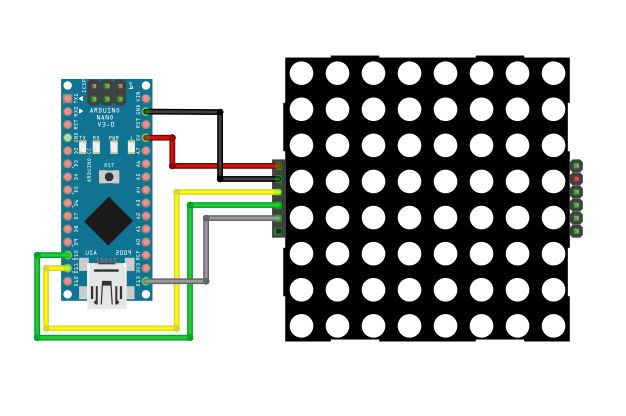 ICSP
TX1
VIN
RX0
GND
ARDUINO
NANO
V3.0
RST
RST
GND
5V
TX
RX
PWR
L
D2
A7
D3
A6
ARDUINO.CC
RST
D4
A5
D5
A4
D6
A3
D7
A2
D8
A1
D9
A0
D10
REF
USA
2009
D11
3V3
D12
D13